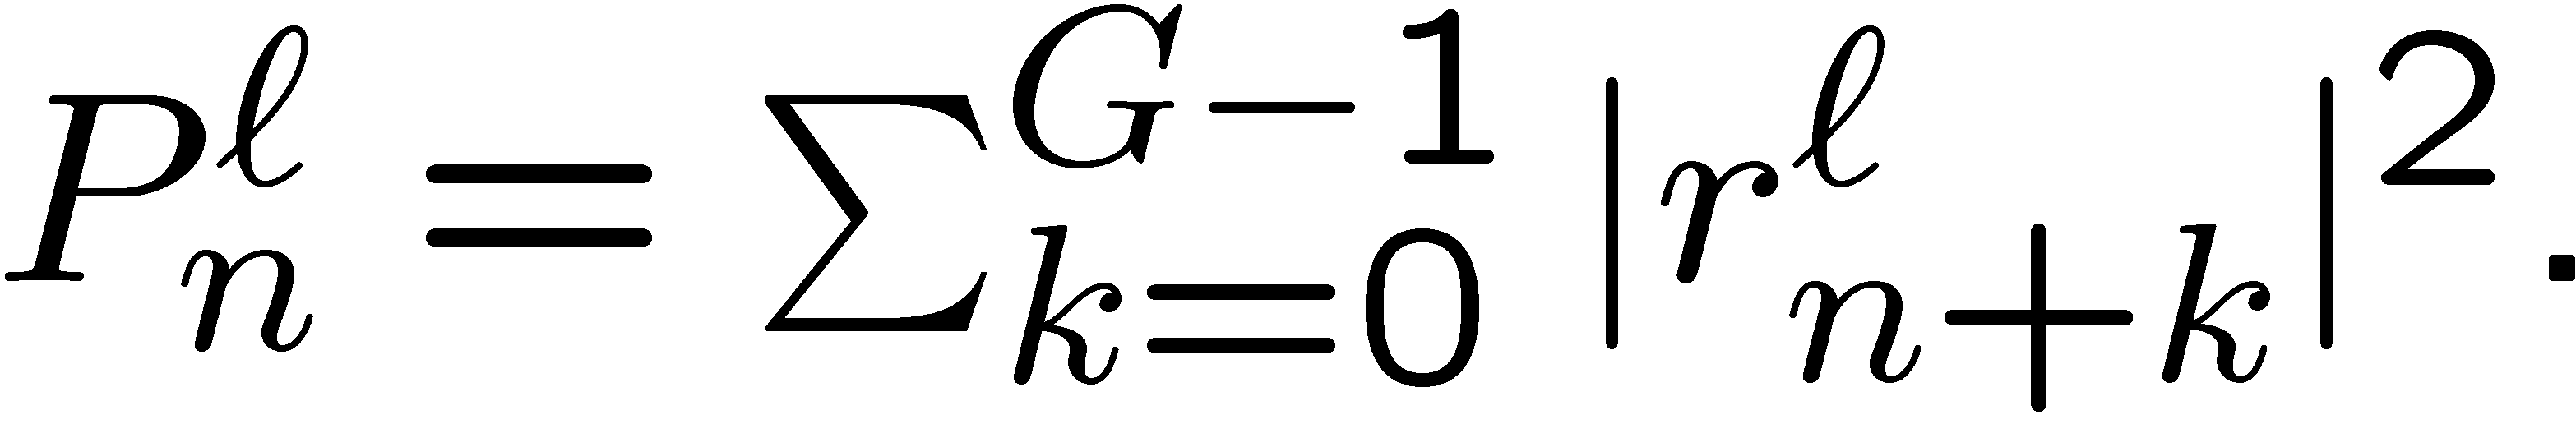 $P_n^{\ell} = \sum_{k=0}^{G-1} |r_{n+k}^{\ell}|^2.$